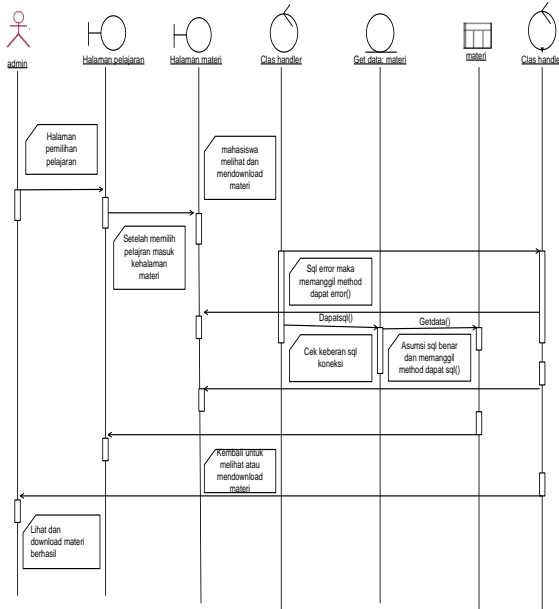 admin
Halaman pelajaran
Halaman materi
Clas handler
Get data: materi
materi
Clas handle
Halaman
pemilihan
pelajaran
mahasiswa
melihat dan
mendownload
materi
Setelah memilih
pelajran masuk
kehalaman
materi
Sql error maka
memanggil method
dapat error()
Dapatsql()
Getdata()
Cek keberan sql
koneksi
Asumsi sql benar
dan memanggil
method dapat sql()
Kembali untuk
melihat atau
mendownload
materi
Lihat dan
download materi
berhasil